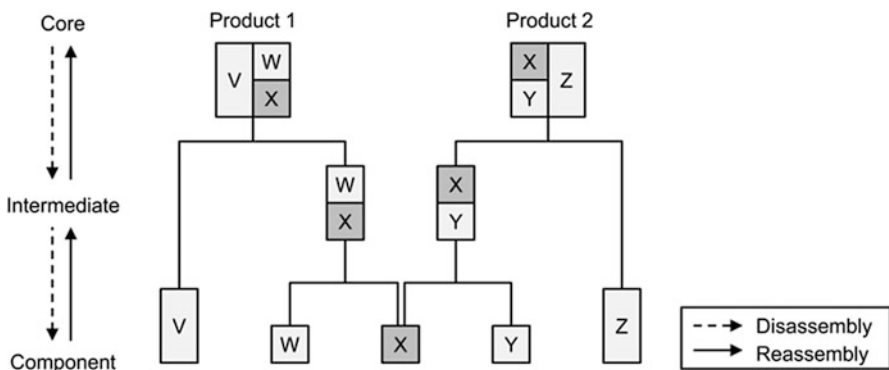 Core
Product 1
Product 2
V
W
X
X
Y
Z
W
X
X
Y
Intermediate
V
W
X
Y
Z
Component
Disassembly
Reassembly